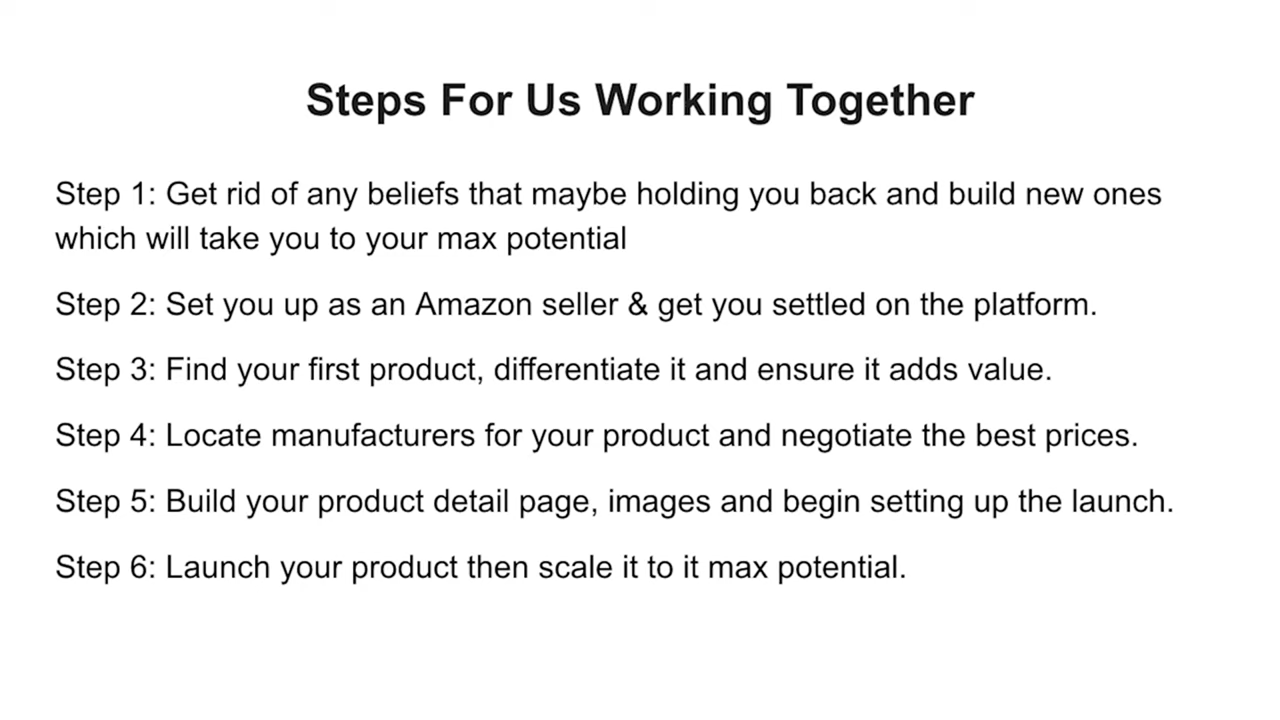 Steps For Us Working Together
Step 1: Get rid of any beliefs that maybe holding you back and build new ones
which will take you to your max potential
Step 2: Set you up as an Amazon seller & get you settled on the platform.
Step 3: Find your first product, differentiate it and ensure it adds value.
Step 4: Locate manufacturers for your product and negotiate the best prices.
Step 5: Build your product detail page, images and begin setting up the launch.
Step 6: Launch your product then scale it to it max potential.